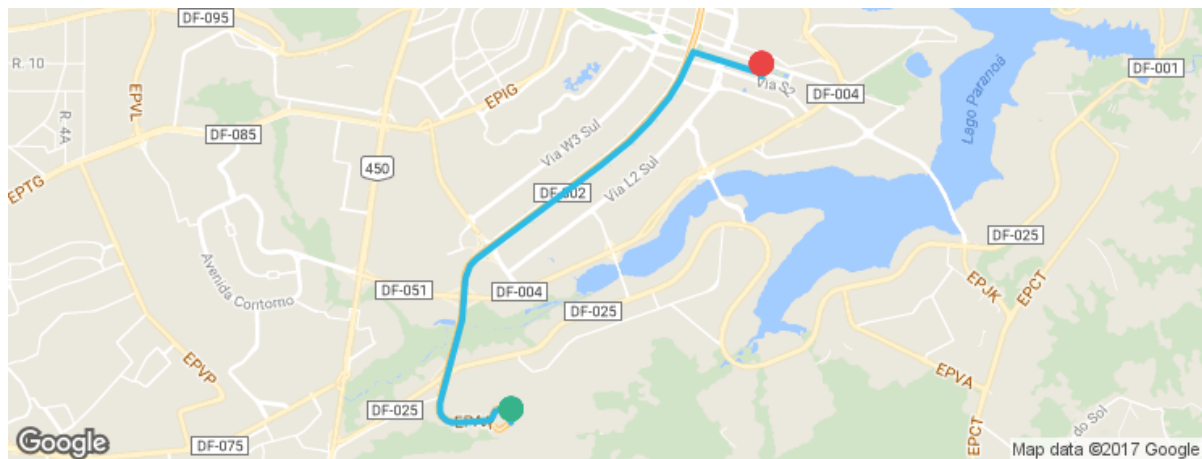 DF-095
R. 10
EPVL
R. 4A
DF-085
EPIG
EPTG
450
Via W3 Sul
DF-002
Via L2 Sul
Via S2
DF-004
DF-001
Lago Paranoá
Avenida Contorno
DF-051
DF-004
DF-025
DF-025
EPJK
EPCT
EPVP
DF-025
EPVA
EPCT
do Sol
DF-075
Google
Map data ©2017 Google